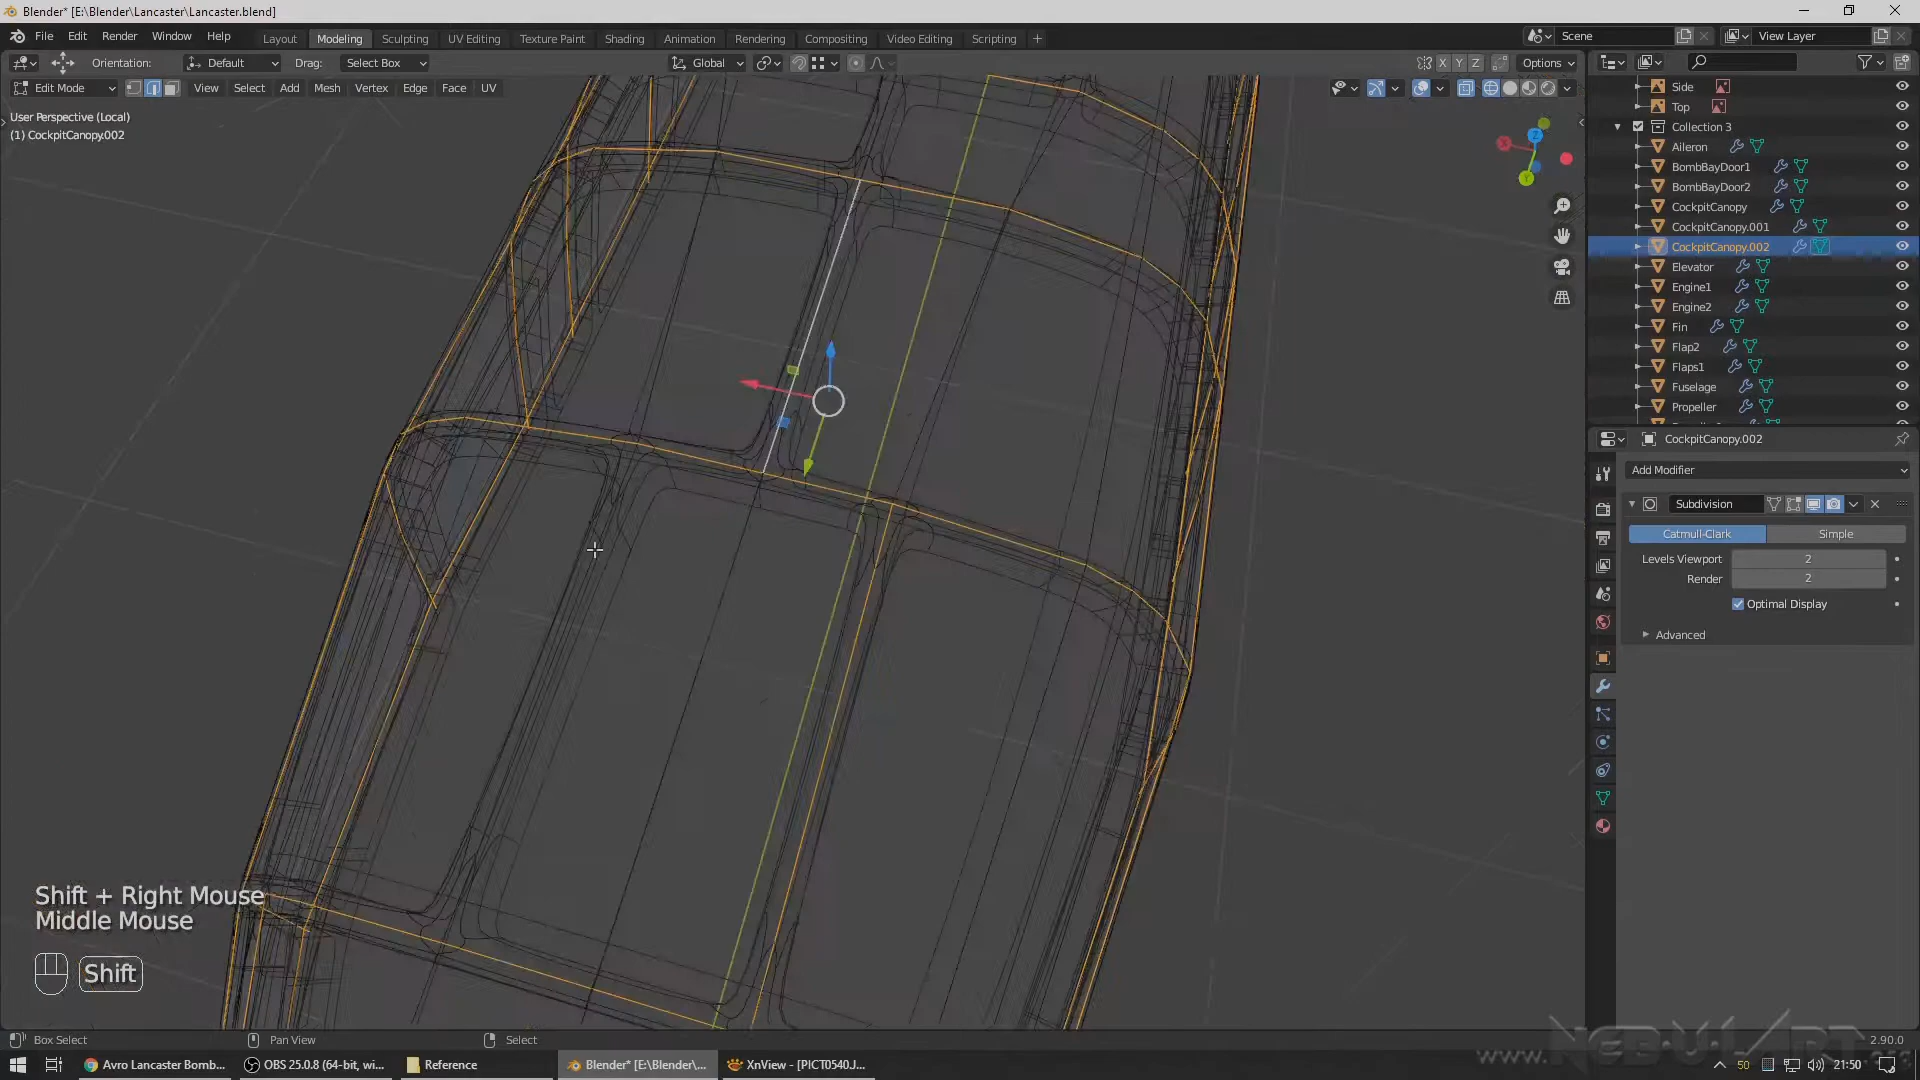 Blender* [E:\Blender\Lancaster\Lancaster.blend]
File Edit Render Window Help
Layout Modeling Sculpting UV Editing Texture Paint Shading Animation Rendering Compositing Video Editing Scripting +
Scene
View Layer
Orientation: Default Drag: Select Box
Global
X Y Z
Options
Edit Mode
View Select Add Mesh Vertex Edge Face UV
User Perspective (Local)
(1) CockpitCanopy.002
Z
Side
Top
Collection 3
Aileron
BombBayDoor1
BombBayDoor2
CockpitCanopy
CockpitCanopy.001
CockpitCanopy.002
Elevator
Engine1
Engine2
Fin
Flap2
Flaps1
Fuselage
Propeller
CockpitCanopy.002
Add Modifier
Subdivision
Catmull-Clark Simple
Levels Viewport 2
Render 2
Optimal Display
Advanced
Shift + Right Mouse
Middle Mouse
Shift
Box Select Pan View Select
2.90.0
Avro Lancaster Bomb...
OBS 25.0.8 (64-bit, wi...
Reference
Blender* [E:\Blender\...
XnView - [PICT0540.J...
50
21:50